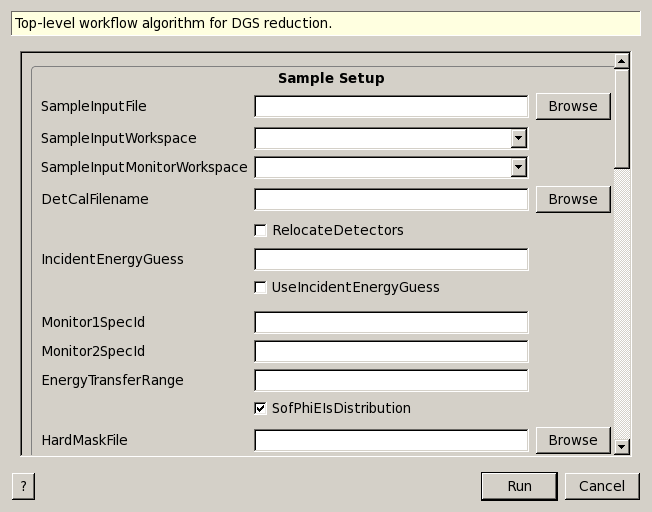 Top-level workflow algorithm for DGS reduction.
Sample Setup
SampleInputFile Browse
SampleInputWorkspace
SampleInputMonitorWorkspace
DetCalFilename Browse
RelocateDetectors
IncidentEnergyGuess
UseIncidentEnergyGuess
Monitor1SpecId
Monitor2SpecId
EnergyTransferRange
SofPhiEIsDistribution
HardMaskFile Browse
? Run Cancel